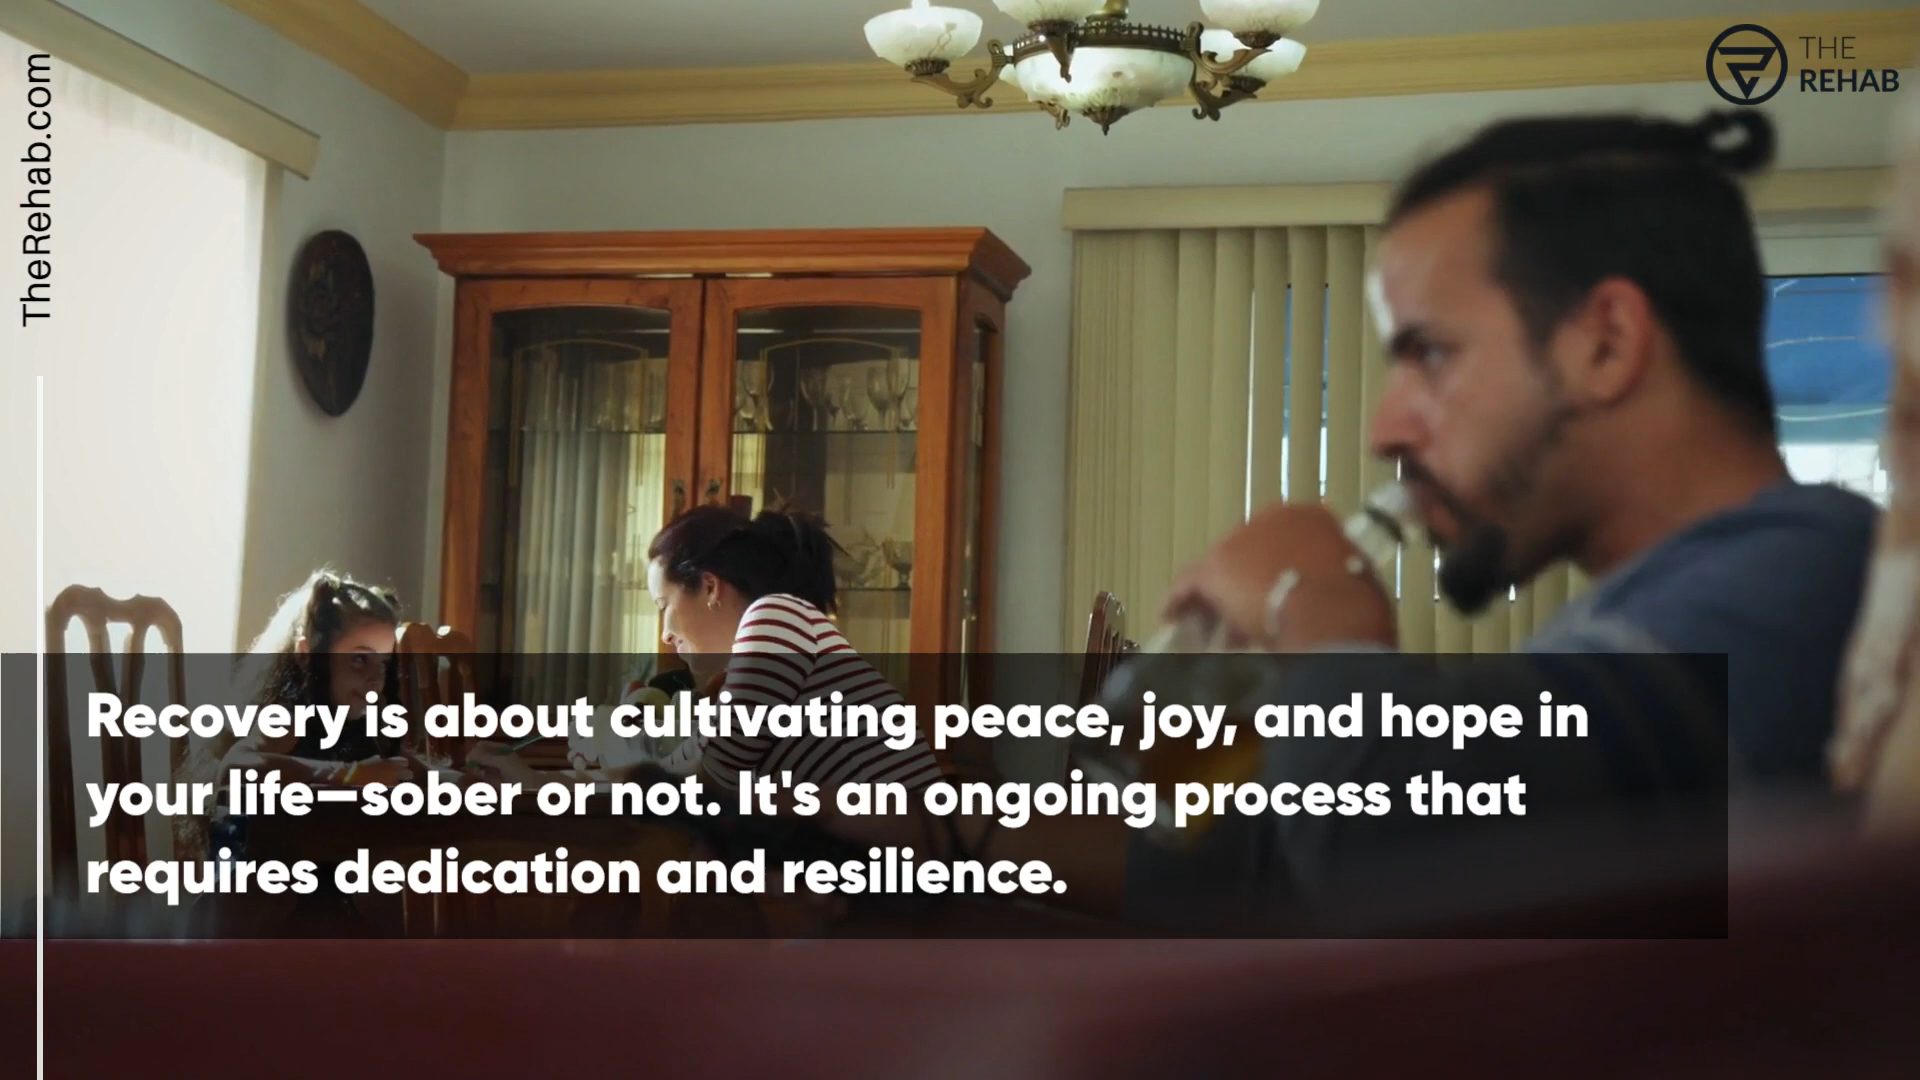 TheRehab.com
THE
REHAB
Recovery is about cultivating peace, joy, and hope in
your life—sober or not. It's an ongoing process that
requires dedication and resilience.